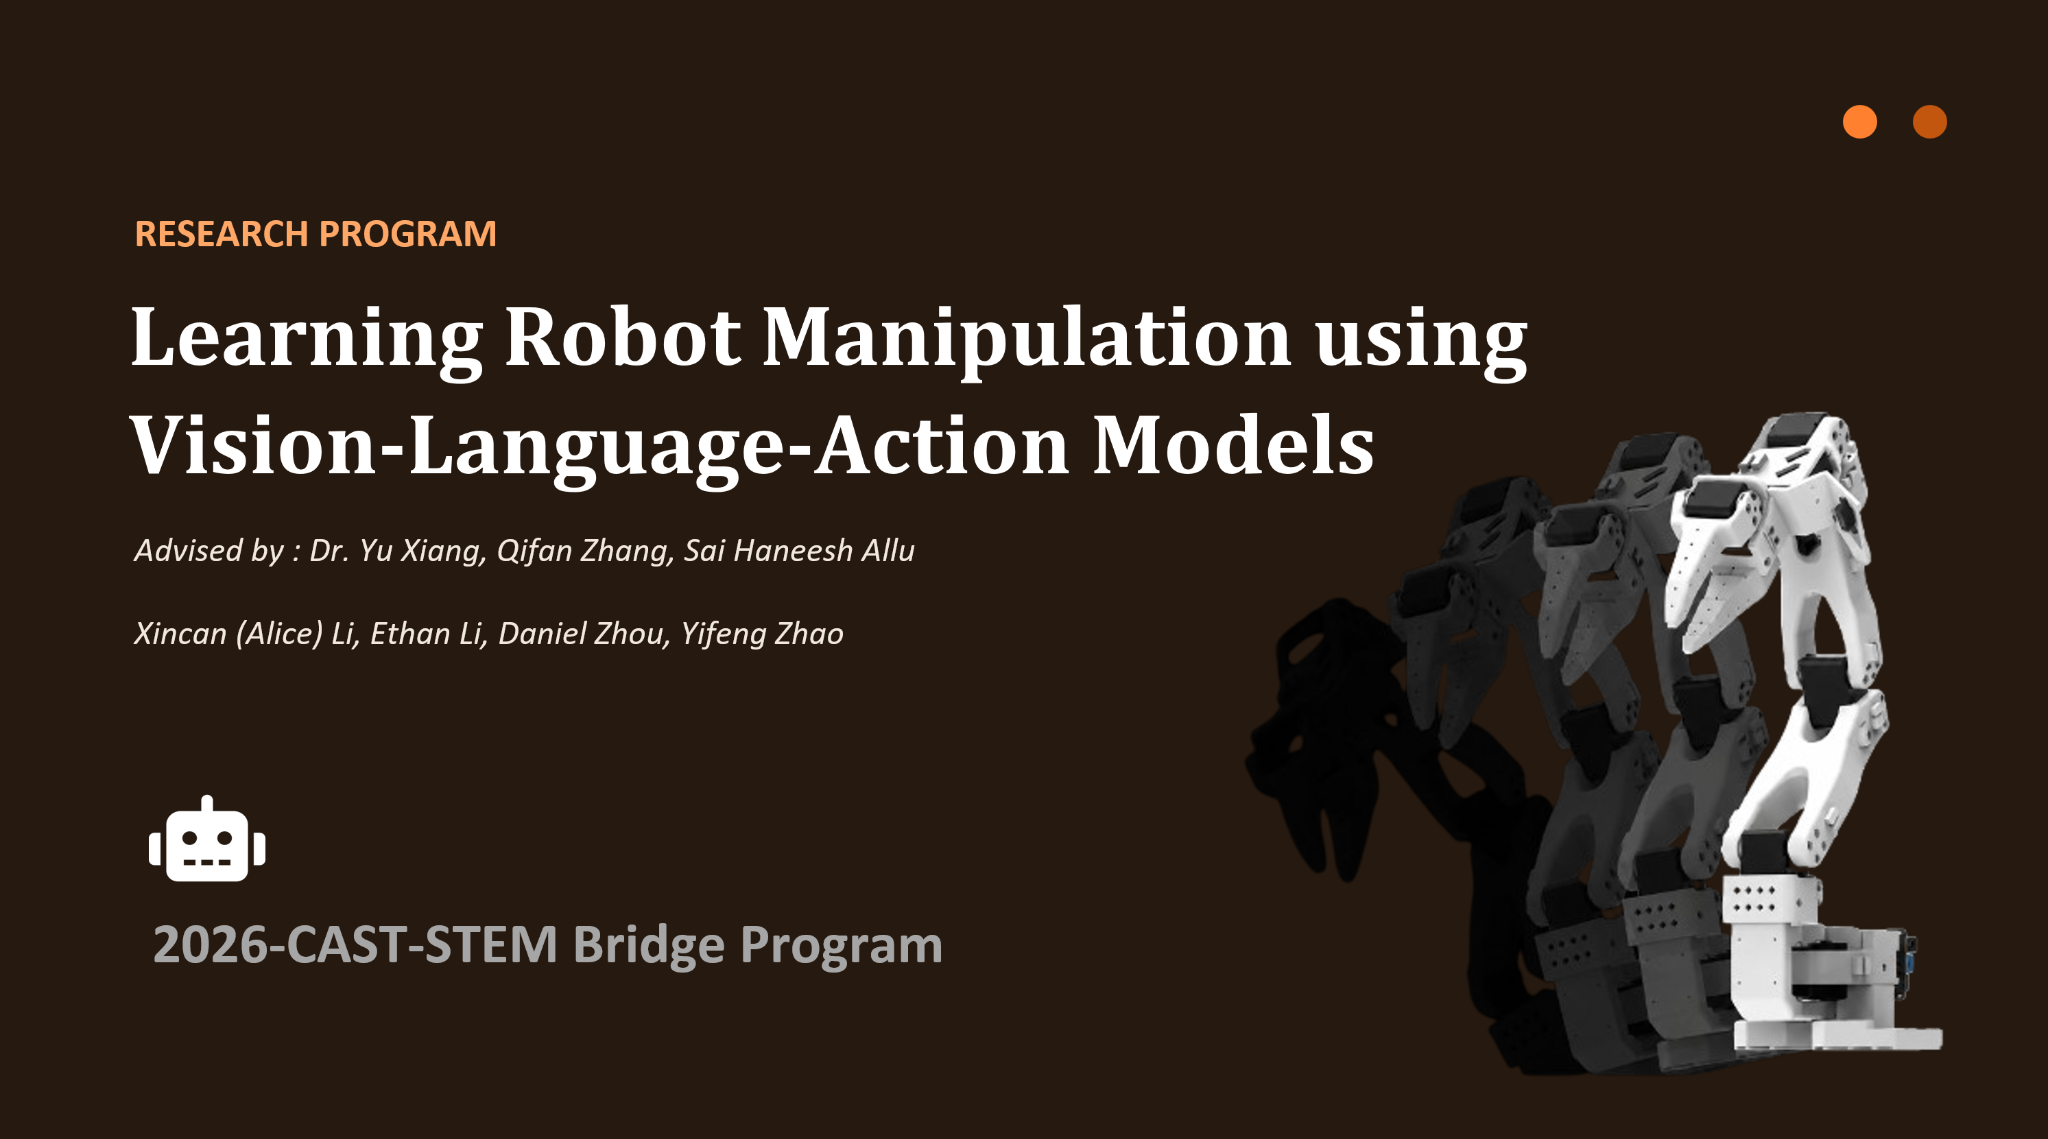 RESEARCH PROGRAM
Learning Robot Manipulation using
Vision-Language-Action Models
Advised by : Dr. Yu Xiang, Qifan Zhang, Sai Haneesh Allu
Xincan (Alice) Li, Ethan Li, Daniel Zhou, Yifeng Zhao
2026-CAST-STEM Bridge Program